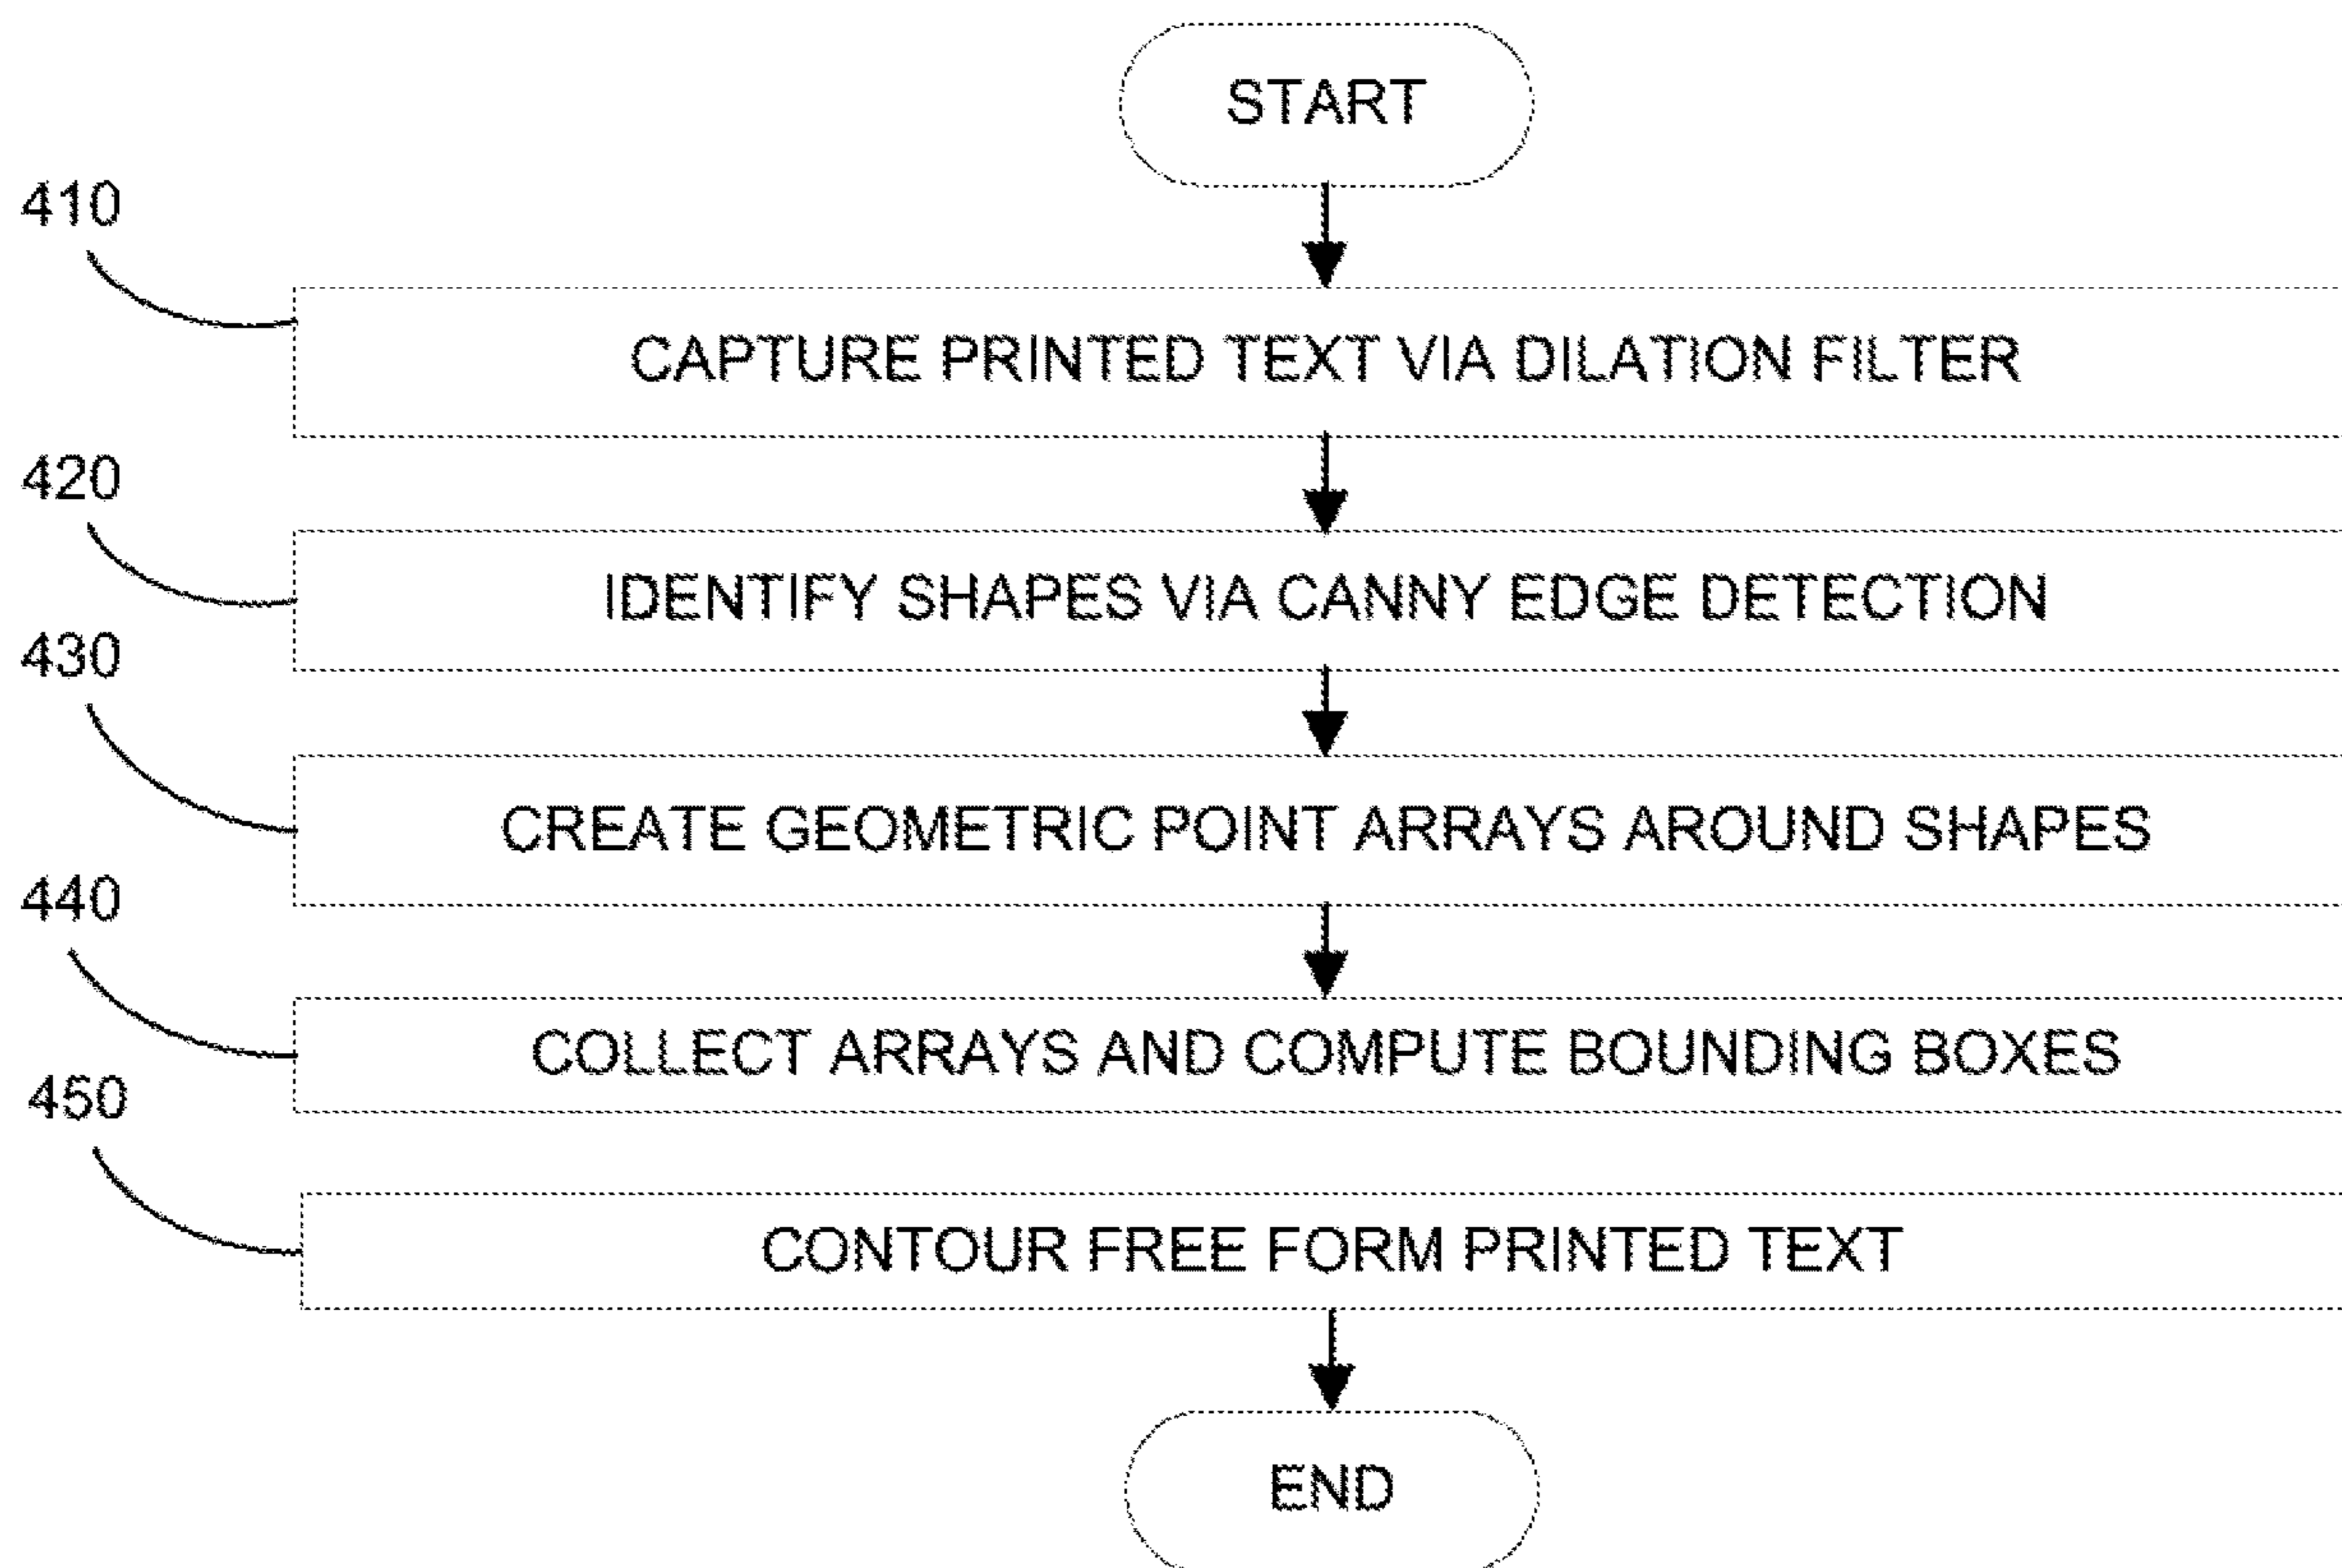 START
410
CAPTURE PRINTED TEXT VIA DILATION FILTER
420
IDENTIFY SHAPES VIA CANNY EDGE DETECTION
430
CREATE GEOMETRIC POINT ARRAYS AROUND SHAPES
440
COLLECT ARRAYS AND COMPUTE BOUNDING BOXES
450
CONTOUR FREE FORM PRINTED TEXT
END